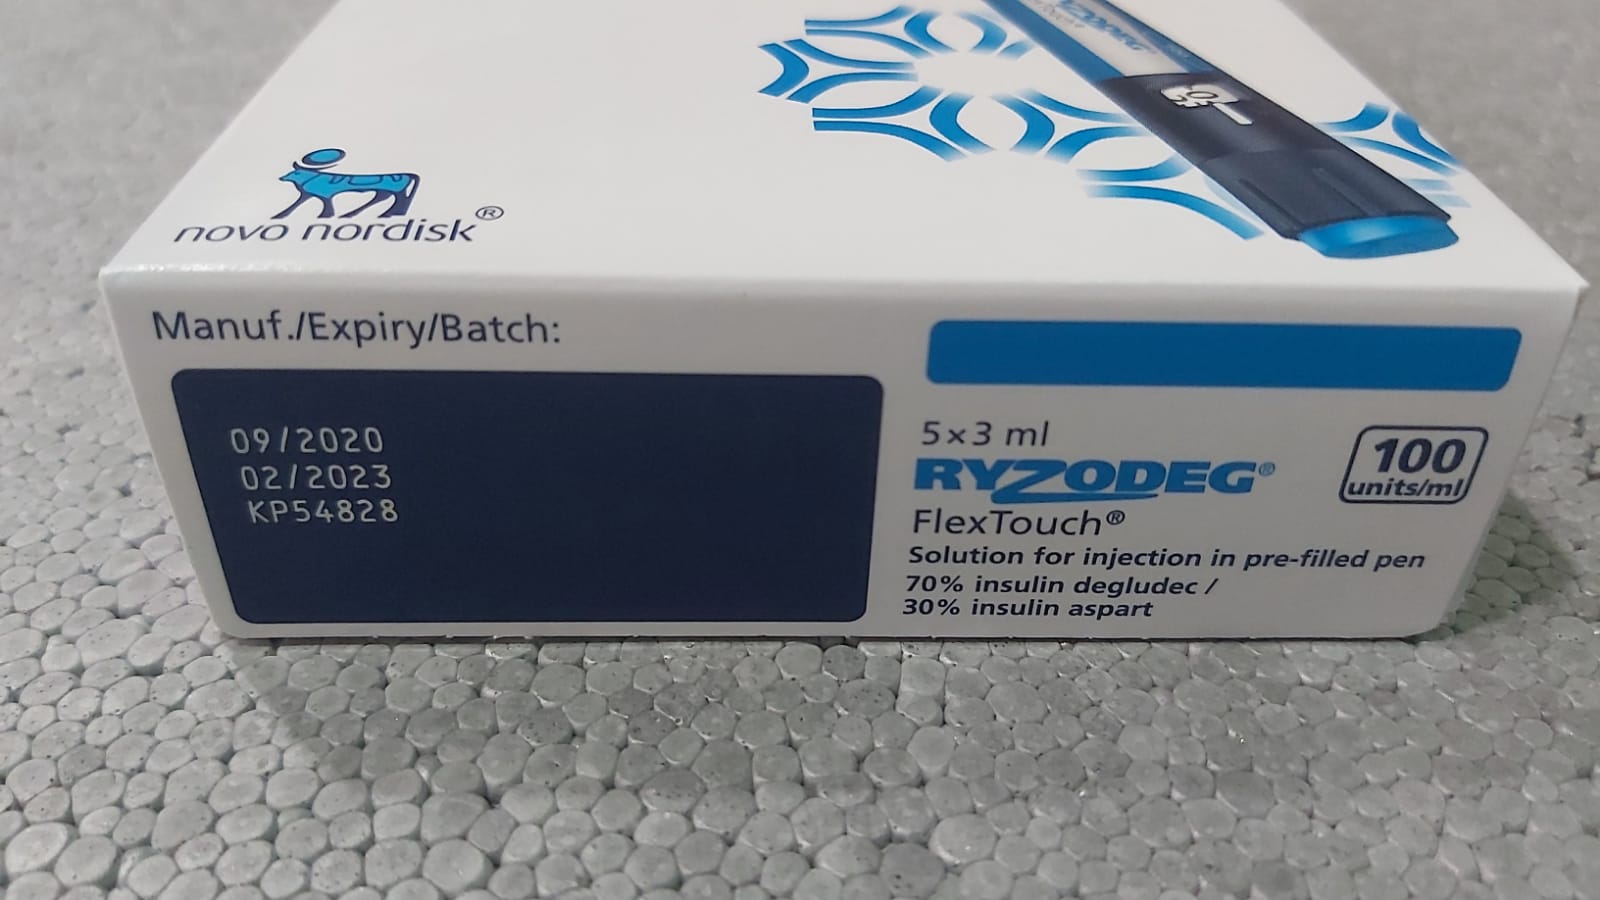 RYZODEG
novo nordisk®
Manuf./Expiry/Batch:
09/2020
02/2023
KP54828
5×3 ml
RYZODEG®
FlexTouch®
Solution for injection in pre-filled pen
70% insulin degludec /
30% insulin aspart
100
units/ml